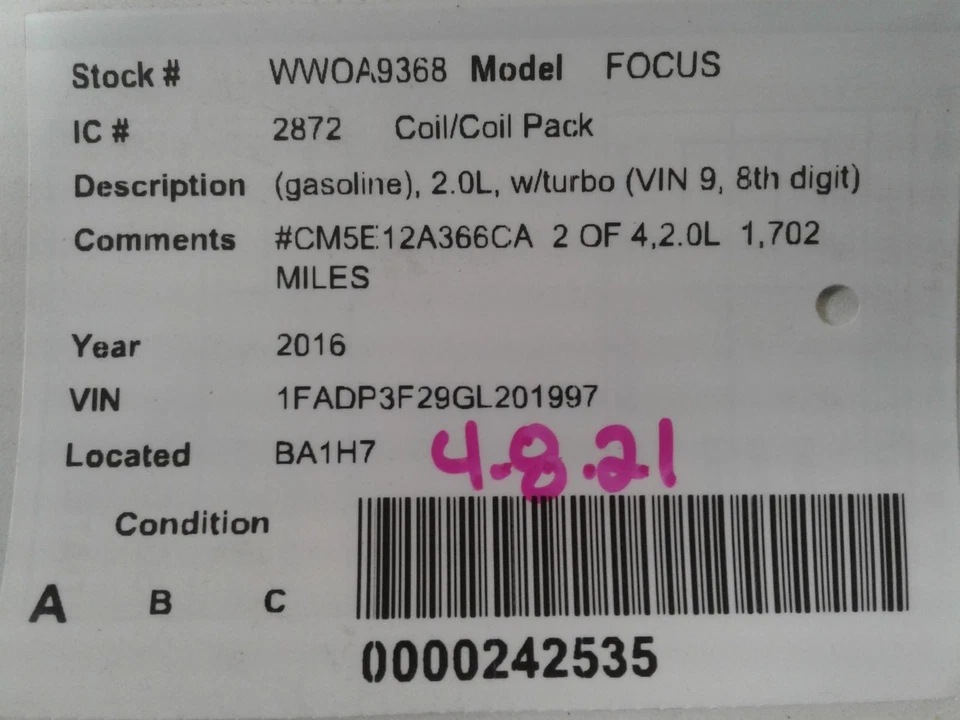 Stock # WWOA9368 Model FOCUS
IC # 2872 Coil/Coil Pack
Description (gasoline), 2.0L, w/turbo (VIN 9, 8th digit)
Comments #CM5E12A366CA 2 OF 4,2.0L 1,702
MILES
Year 2016
VIN 1FADP3F29GL201997
Located BA1H7 4.8.21
Condition
A B C
0000242535